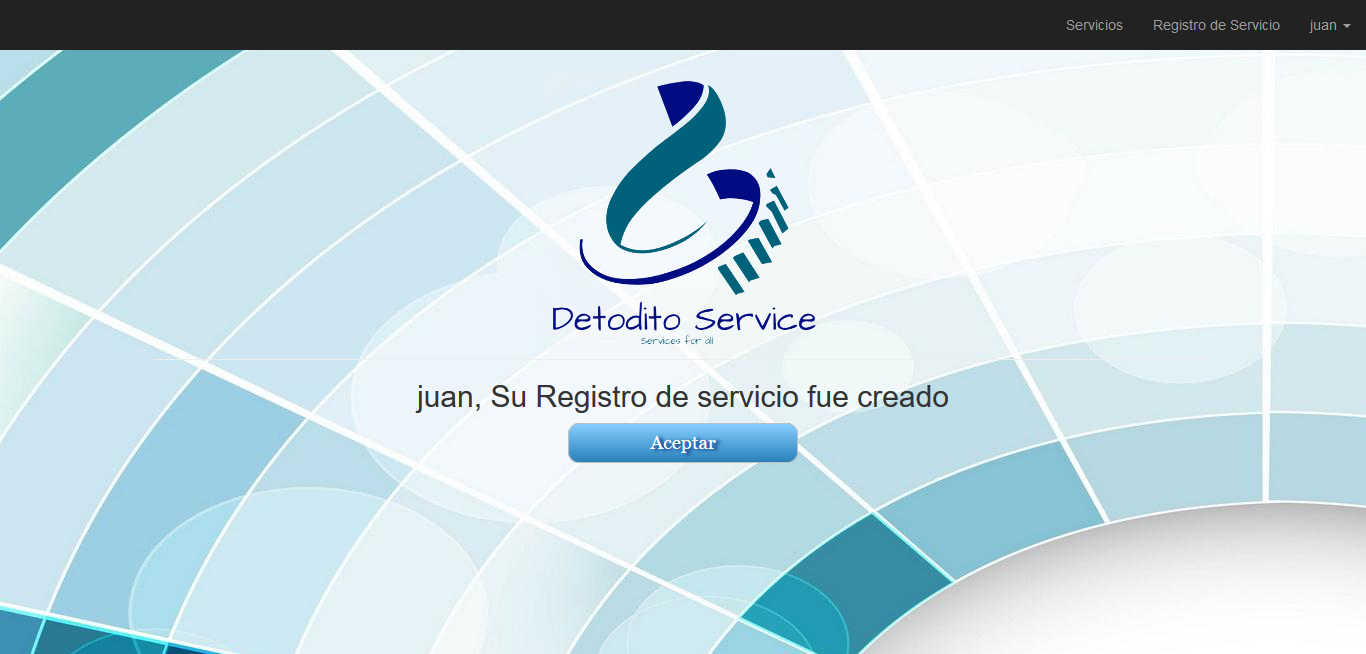 Servicios Registro de Servicio juan
Detodito Service
Services for all
juan, Su Registro de servicio fue creado
Aceptar